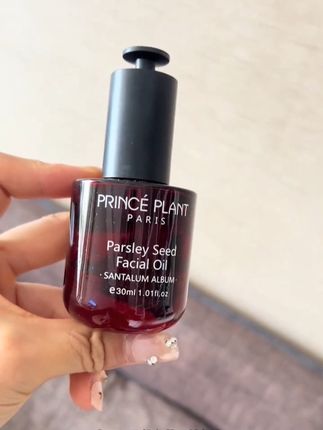 PRINCÉ PLANT
PARIS
Parsley Seed
Facial Oil
· SANTALUM ALBUM ·
℮30ml 1.01fl.oz